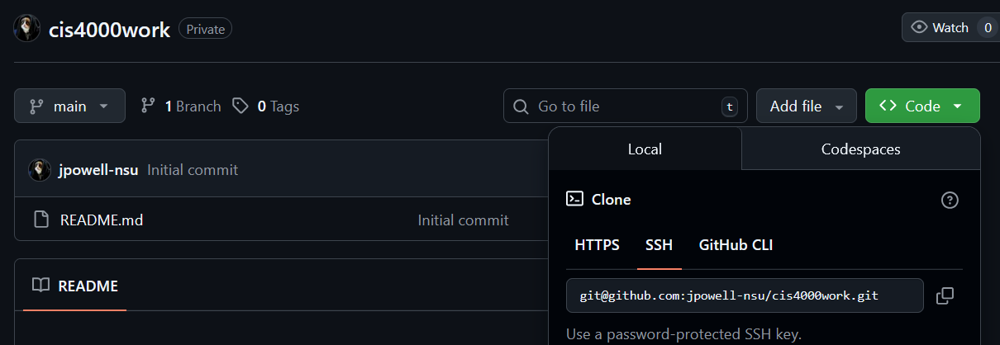 cis4000work Private Watch 0
main 1 Branch 0 Tags Go to file t Add file Code
Local Codespaces
jpowell-nsu Initial commit
Clone
README.md Initial commit
HTTPS SSH GitHub CLI
README
git@github.com:jpowell-nsu/cis4000work.git
Use a password-protected SSH key.